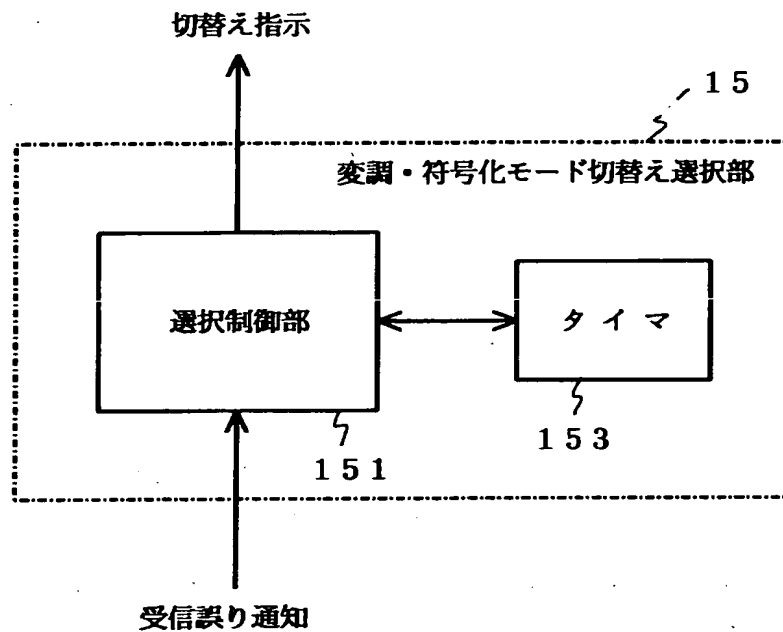 切替え指示
15
変調・符号化モード切替え選択部
選択制御部
タイマ
151
153
受信誤り通知